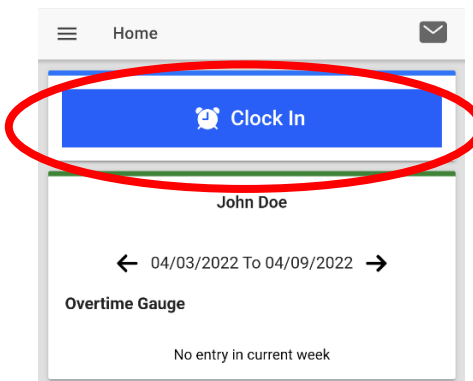 Home
Clock In
John Doe
04/03/2022 To 04/09/2022
Overtime Gauge
No entry in current week